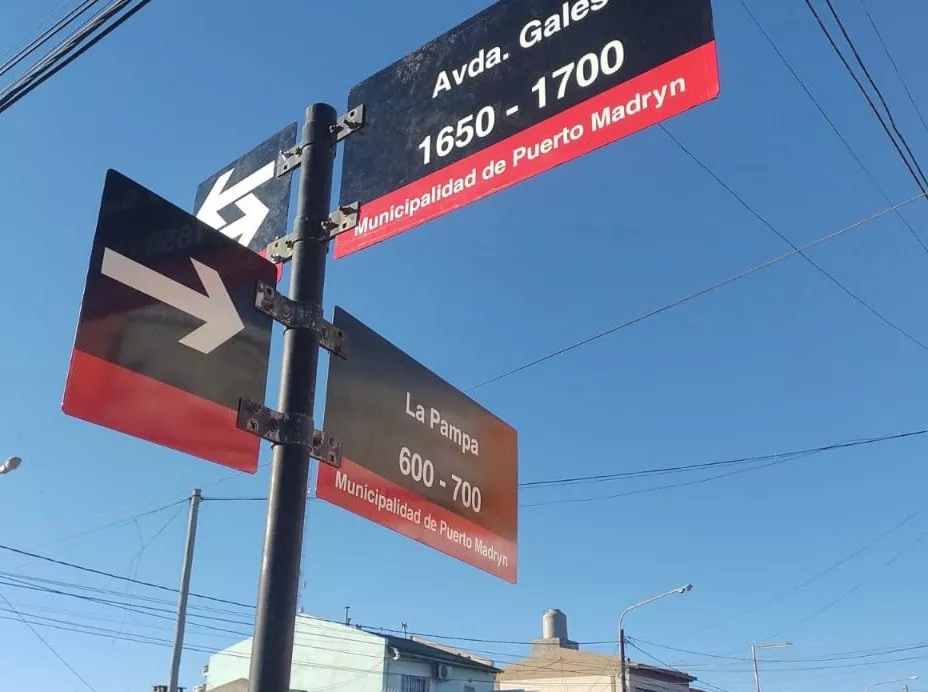 Avda. Gales
1650 - 1700
Municipalidad de Puerto Madryn
La Pampa
600 - 700
Municipalidad de Puerto Madryn